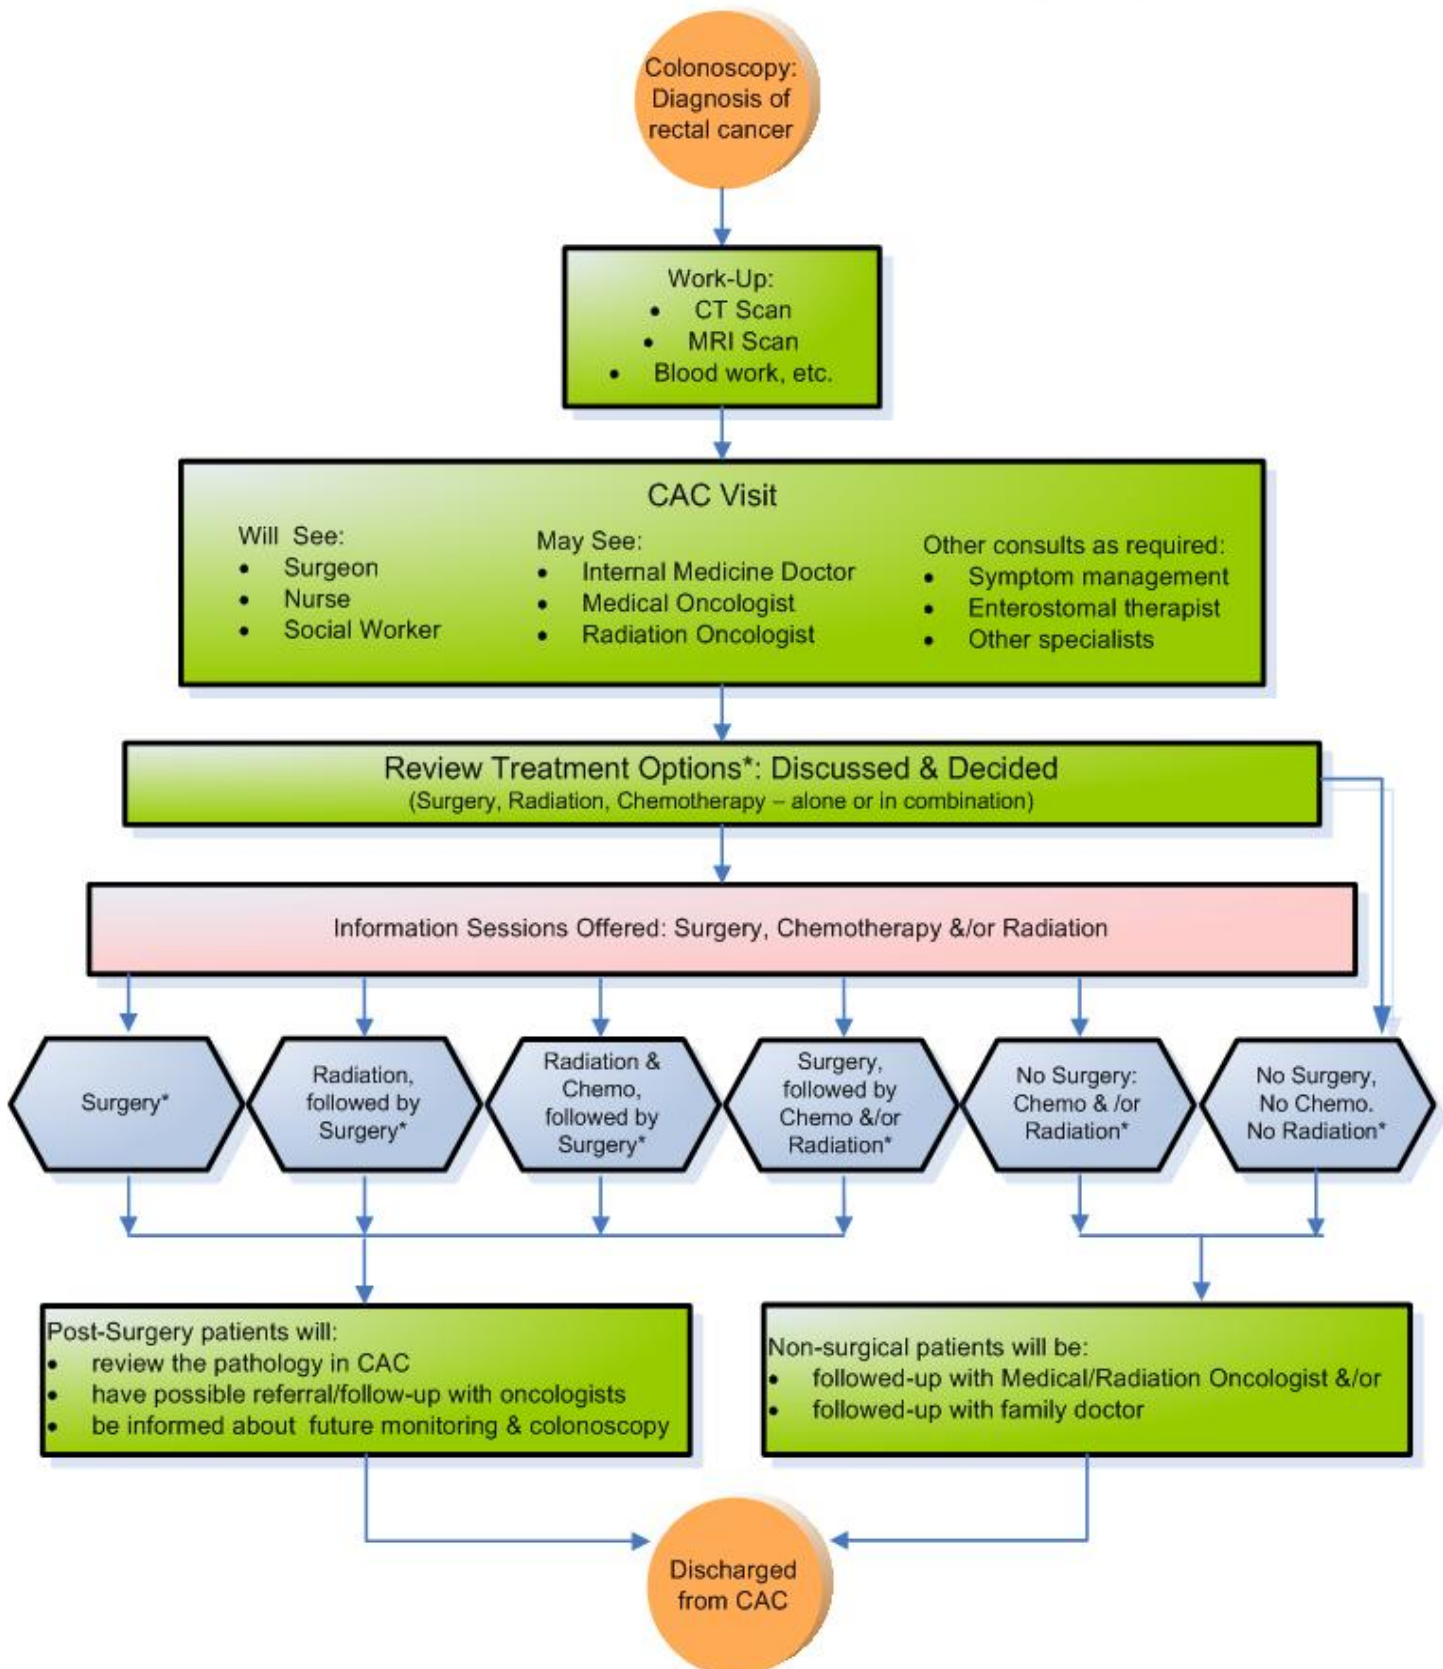 Colonoscopy:
Diagnosis of
rectal cancer
Work-Up:
• CT Scan
• MRI Scan
• Blood work, etc.
CAC Visit
Will See:
• Surgeon
• Nurse
• Social Worker
May See:
• Internal Medicine Doctor
• Medical Oncologist
• Radiation Oncologist
Other consults as required:
• Symptom management
• Enterostomal therapist
• Other specialists
Review Treatment Options*: Discussed & Decided
(Surgery, Radiation, Chemotherapy – alone or in combination)
Information Sessions Offered: Surgery, Chemotherapy &/or Radiation
Surgery*
Radiation,
followed by
Surgery*
Radiation &
Chemo,
followed by
Surgery*
Surgery,
followed by
Chemo &/or
Radiation*
No Surgery:
Chemo & /or
Radiation*
No Surgery,
No Chemo.
No Radiation*
Post-Surgery patients will:
• review the pathology in CAC
• have possible referral/follow-up with oncologists
• be informed about future monitoring & colonoscopy
Non-surgical patients will be:
• followed-up with Medical/Radiation Oncologist &/or
• followed-up with family doctor
Discharged
from CAC